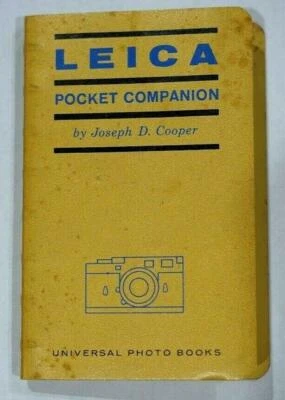 LEICA
POCKET COMPANION
by Joseph D. Cooper
UNIVERSAL PHOTO BOOKS